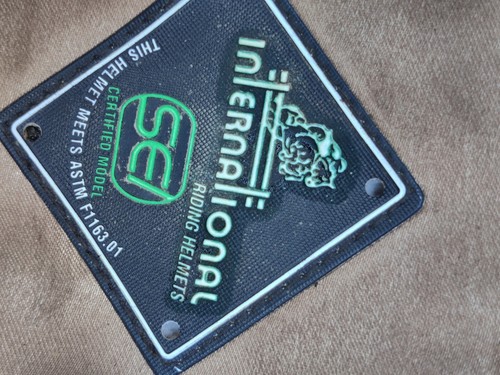 InTERnATIonAL
RIDING HELMETS
SEI
CERTIFIED MODEL
THIS HELMET MEETS ASTM F1163.01